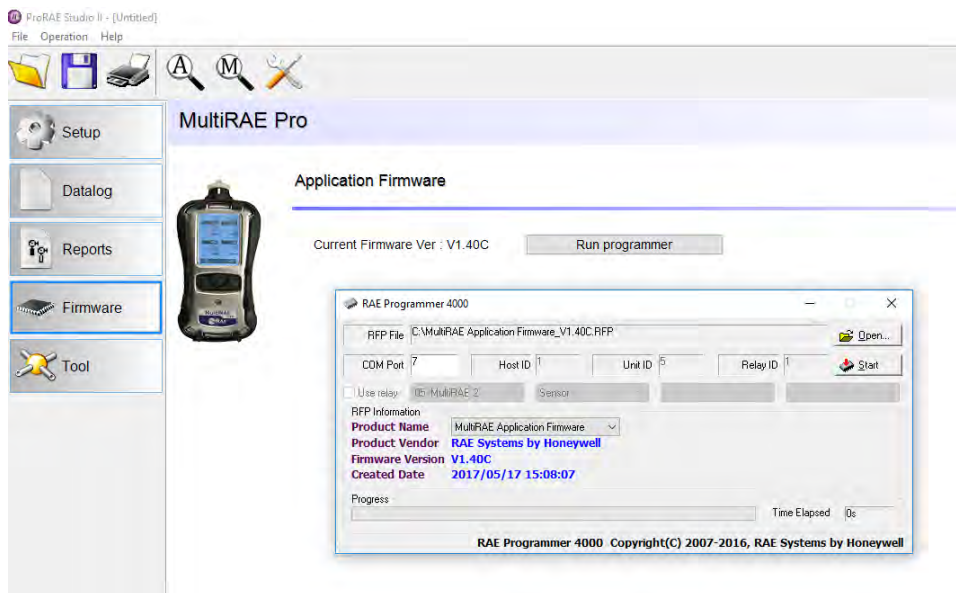 ProRAE Studio II - [Untitled]
File Operation Help
A M
Setup
Datalog
Reports
Firmware
Tool
MultiRAE Pro
Application Firmware
Current Firmware Ver : V1.40C Run programmer
RAE Programmer 4000
RFP File C:\MultiRAE Application Firmware_V1.40C.RFP Open...
COM Port 7 Host ID 1 Unit ID 5 Relay ID 1 Start
Use relay 05-MultiRAE 2 Sensor
RFP Information
Product Name MultiRAE Application Firmware
Product Vendor RAE Systems by Honeywell
Firmware Version V1.40C
Created Date 2017/05/17 15:08:07
Progress
Time Elapsed 0s
RAE Programmer 4000 Copyright(C) 2007-2016, RAE Systems by Honeywell